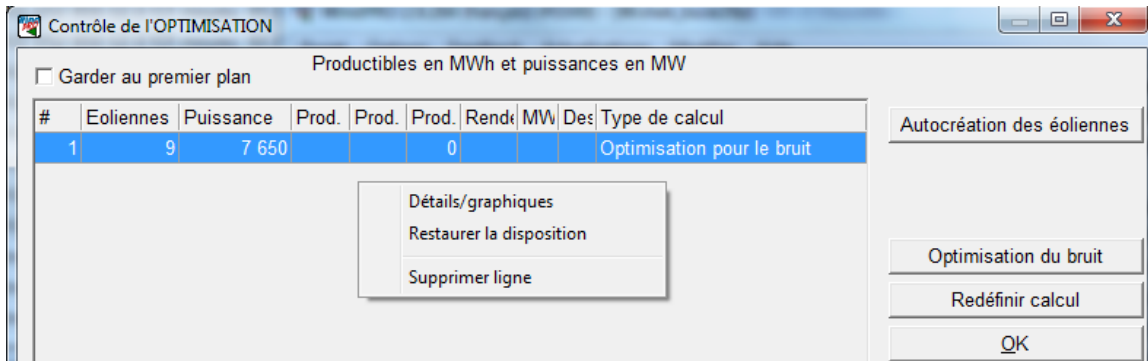 Contrôle de l'OPTIMISATION
Garder au premier plan
Productibles en MWh et puissances en MW
# Eoliennes Puissance Prod. Prod. Prod. Rende MW Des Type de calcul
1 9 7 650 0 Optimisation pour le bruit
Détails/graphiques
Restaurer la disposition
Supprimer ligne
Autocréation des éoliennes
Optimisation du bruit
Redéfinir calcul
OK